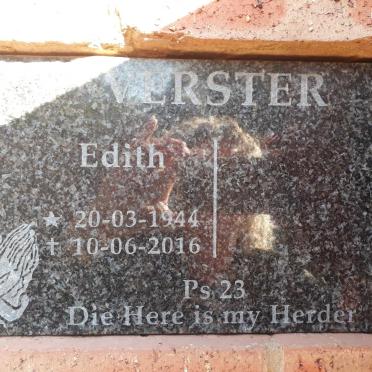 VERSTER
Edith
★ 20-03-1944
† 10-06-2016
Ps 23
Die Here is my Herder